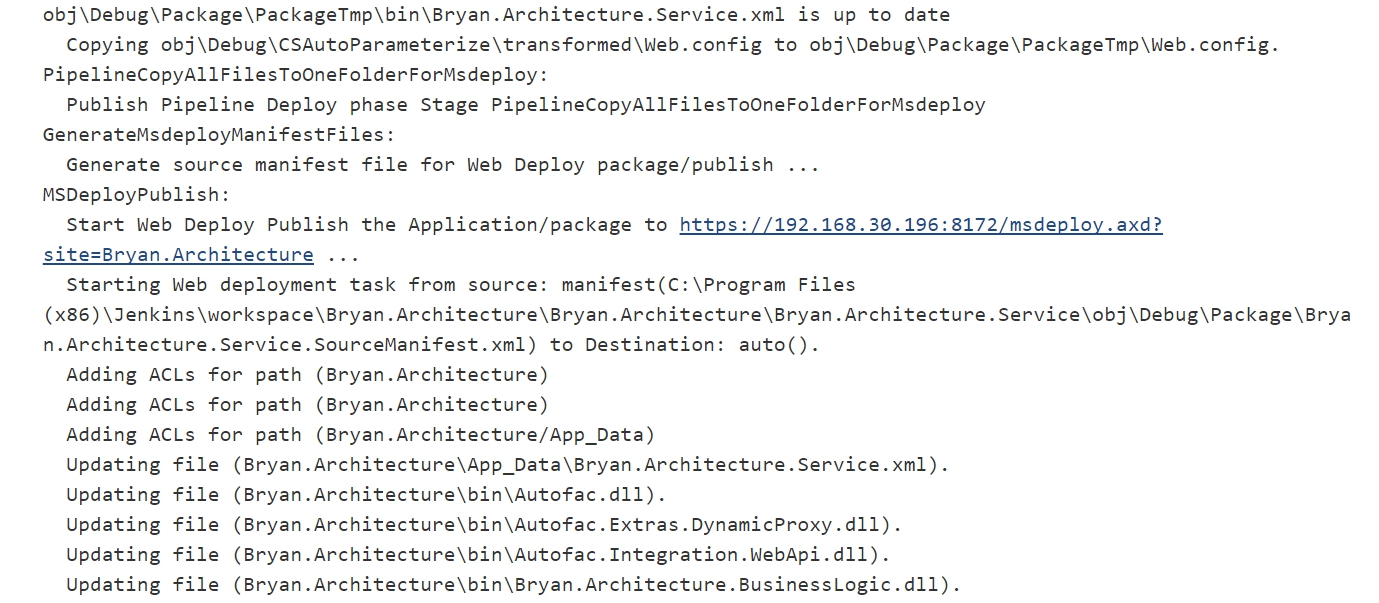 obj\Debug\Package\PackageTmp\bin\Bryan.Architecture.Service.xml is up to date
Copying obj\Debug\CSAutoParameterize\transformed\Web.config to obj\Debug\Package\PackageTmp\Web.config.
PipelineCopyAllFilesToOneFolderForMsdeploy:
Publish Pipeline Deploy phase Stage PipelineCopyAllFilesToOneFolderForMsdeploy
GenerateMsdeployManifestFiles:
Generate source manifest file for Web Deploy package/publish ...
MSDeployPublish:
Start Web Deploy Publish the Application/package to https://192.168.30.196:8172/msdeploy.axd?
site=Bryan.Architecture ...
Starting Web deployment task from source: manifest(C:\Program Files
(x86)\Jenkins\workspace\Bryan.Architecture\Bryan.Architecture\Bryan.Architecture.Service\obj\Debug\Package\Brya
n.Architecture.Service.SourceManifest.xml) to Destination: auto().
Adding ACLs for path (Bryan.Architecture)
Adding ACLs for path (Bryan.Architecture)
Adding ACLs for path (Bryan.Architecture/App_Data)
Updating file (Bryan.Architecture\App_Data\Bryan.Architecture.Service.xml).
Updating file (Bryan.Architecture\bin\Autofac.dll).
Updating file (Bryan.Architecture\bin\Autofac.Extras.DynamicProxy.dll).
Updating file (Bryan.Architecture\bin\Autofac.Integration.WebApi.dll).
Updating file (Bryan.Architecture\bin\Bryan.Architecture.BusinessLogic.dll).